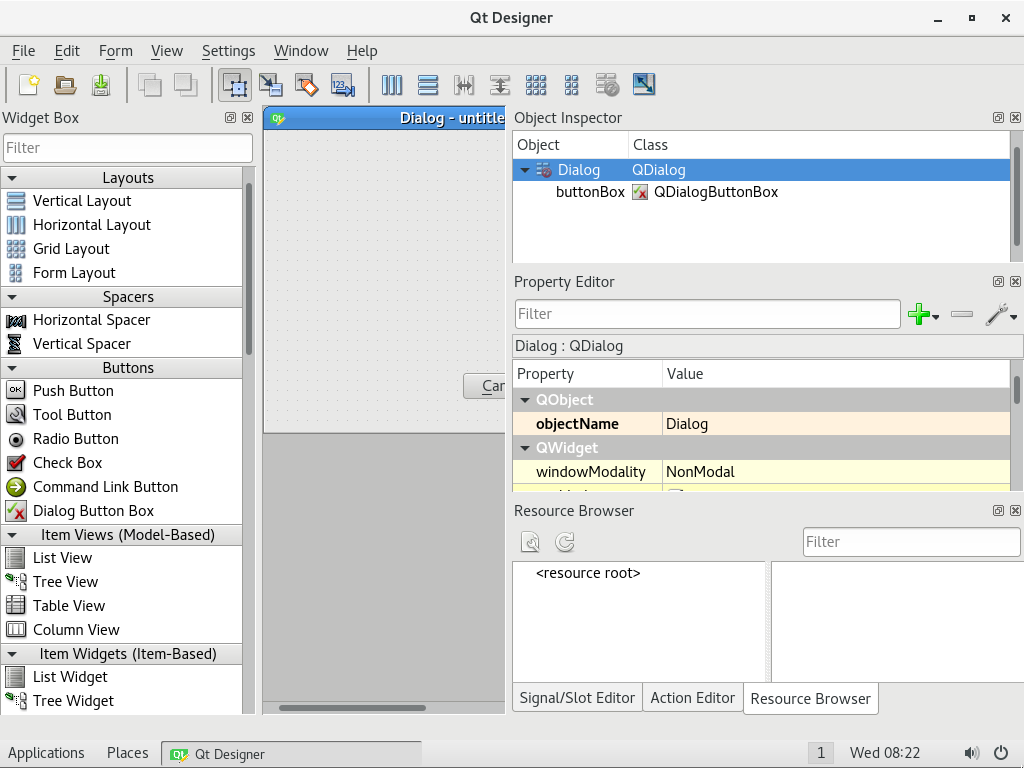 Qt Designer
File Edit Form View Settings Window Help
Widget Box
Filter
Layouts
Vertical Layout
Horizontal Layout
Grid Layout
Form Layout
Spacers
Horizontal Spacer
Vertical Spacer
Buttons
Push Button
Tool Button
Radio Button
Check Box
Command Link Button
Dialog Button Box
Item Views (Model-Based)
List View
Tree View
Table View
Column View
Item Widgets (Item-Based)
List Widget
Tree Widget
Dialog - untitle
Car
Object Inspector
Object Class
Dialog QDialog
buttonBox QDialogButtonBox
Property Editor
Filter
Dialog : QDialog
Property Value
QObject
objectName Dialog
QWidget
windowModality NonModal
Resource Browser
Filter
<resource root>
Signal/Slot Editor Action Editor Resource Browser
Applications Places Qt Designer 1 Wed 08:22